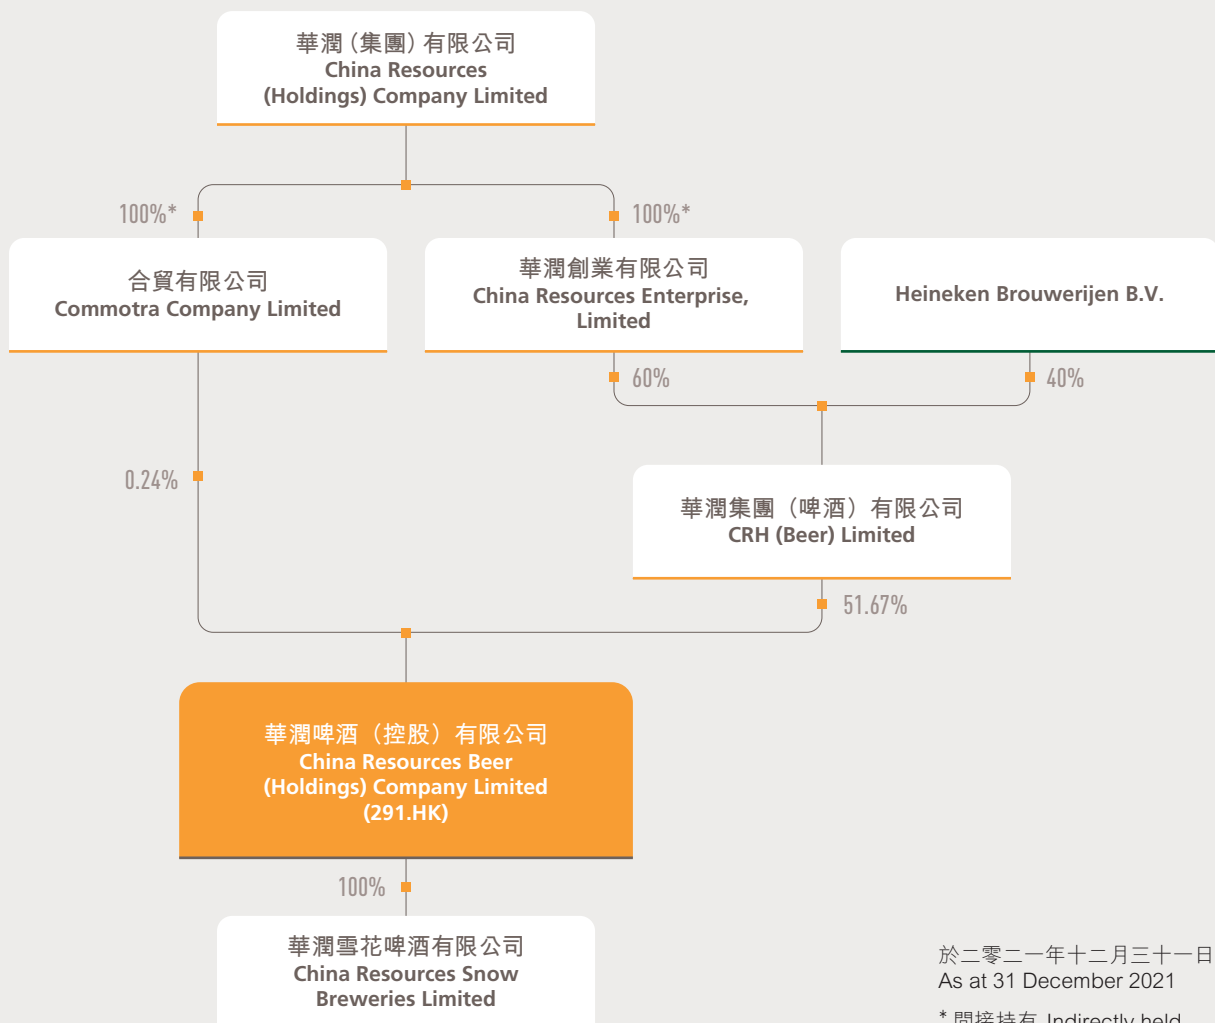 華潤（集團）有限公司
China Resources
(Holdings) Company Limited
100%*
100%*
合貿有限公司
Commotra Company Limited
華潤創業有限公司
China Resources Enterprise,
Limited
Heineken Brouwerijen B.V.
60%
40%
0.24%
華潤集團（啤酒）有限公司
CRH (Beer) Limited
51.67%
華潤啤酒（控股）有限公司
China Resources Beer
(Holdings) Company Limited
(291.HK)
100%
華潤雪花啤酒有限公司
China Resources Snow
Breweries Limited
於二零二一年十二月三十一日
As at 31 December 2021
* 間接持有 Indirectly held